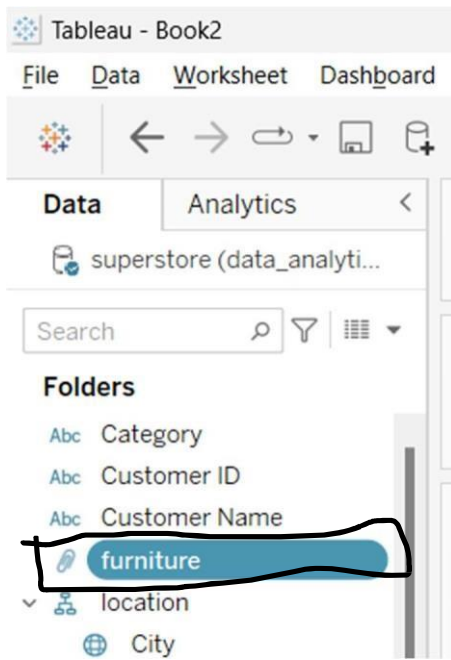 Tableau - Book2
File Data Worksheet Dashboard
Data Analytics
superstore (data_analyti...
Search
Folders
Abc Category
Abc Customer ID
Abc Customer Name
furniture
location
City